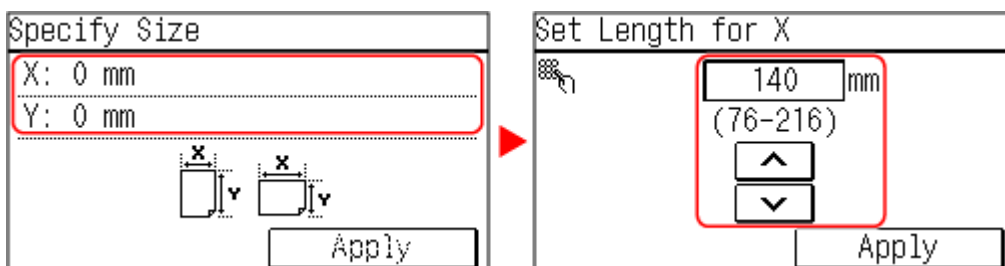 Specify Size
X: 0 mm
Y: 0 mm
X
Y
X
Y
Apply
Set Length for X
140 mm
(76-216)
Apply